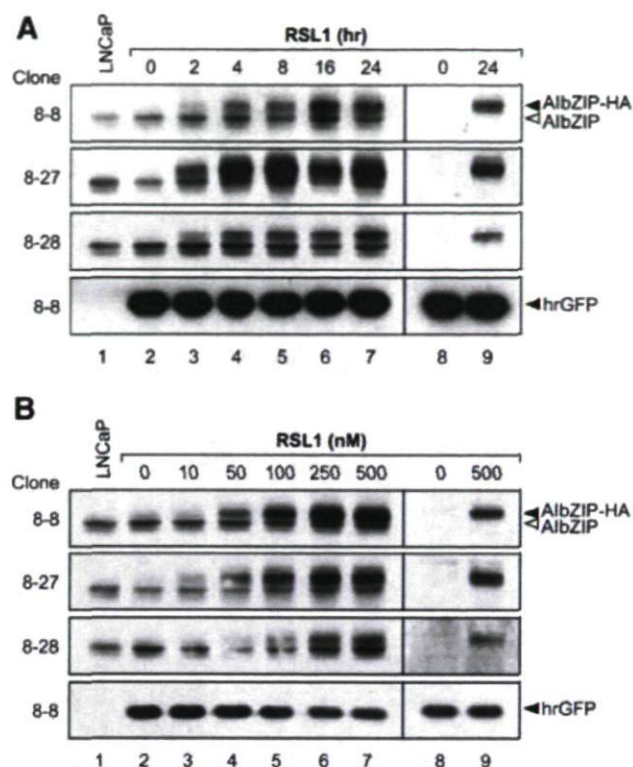 A
LNCaP
RSL1 (hr)
Clone
0 2 4 8 16 24 0 24
8-8
AlbZIP-HA
AlbZIP
8-27
8-28
8-8
hrGFP
1 2 3 4 5 6 7 8 9
B
LNCaP
RSL1 (nM)
Clone
0 10 50 100 250 500 0 500
8-8
AlbZIP-HA
AlbZIP
8-27
8-28
8-8
hrGFP
1 2 3 4 5 6 7 8 9